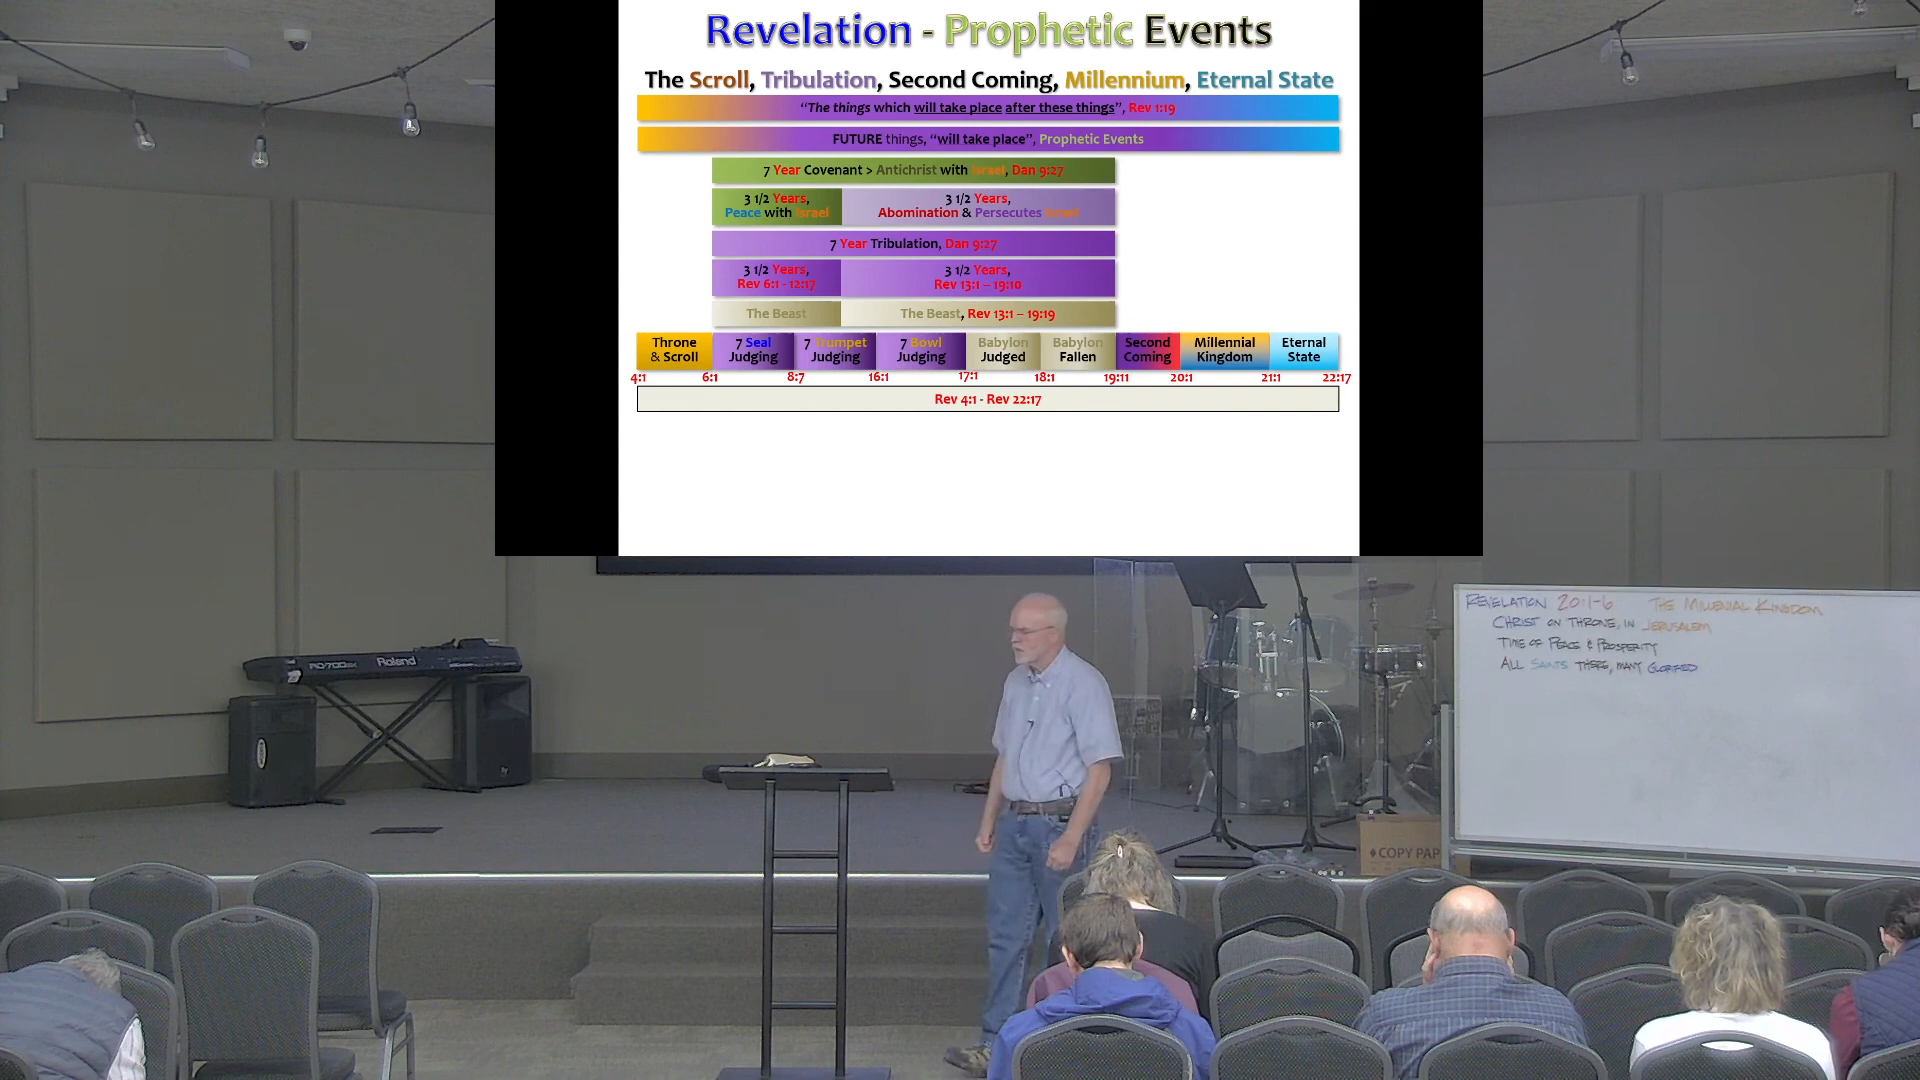 Revelation - Prophetic Events
The Scroll, Tribulation, Second Coming, Millennium, Eternal State
“The things which will take place after these things”, Rev 1:19
FUTURE things, “will take place”, Prophetic Events
7 Year Covenant > Antichrist with Israel, Dan 9:27
3 1/2 Years,
Peace with Israel
3 1/2 Years,
Abomination & Persecutes Israel
7 Year Tribulation, Dan 9:27
3 1/2 Years,
Rev 6:1 - 12:17
3 1/2 Years,
Rev 13:1 – 19:10
The Beast
The Beast, Rev 13:1 – 19:19
Throne
& Scroll
7 Seal
Judging
7 Trumpet
Judging
7 Bowl
Judging
Babylon
Judged
Babylon
Fallen
Second
Coming
Millennial
Kingdom
Eternal
State
4:1 6:1 8:7 16:1 17:1 18:1 19:11 20:1 21:1 22:17
Rev 4:1 - Rev 22:17
REVELATION 20:1-6 THE MILLENIAL KINGDOM
CHRIST ON THRONE, IN JERUSALEM
TIME OF PEACE & PROSPERITY
ALL SAINTS THERE, MANY GLORIFIED
RD-700SX Roland
COPY PAP